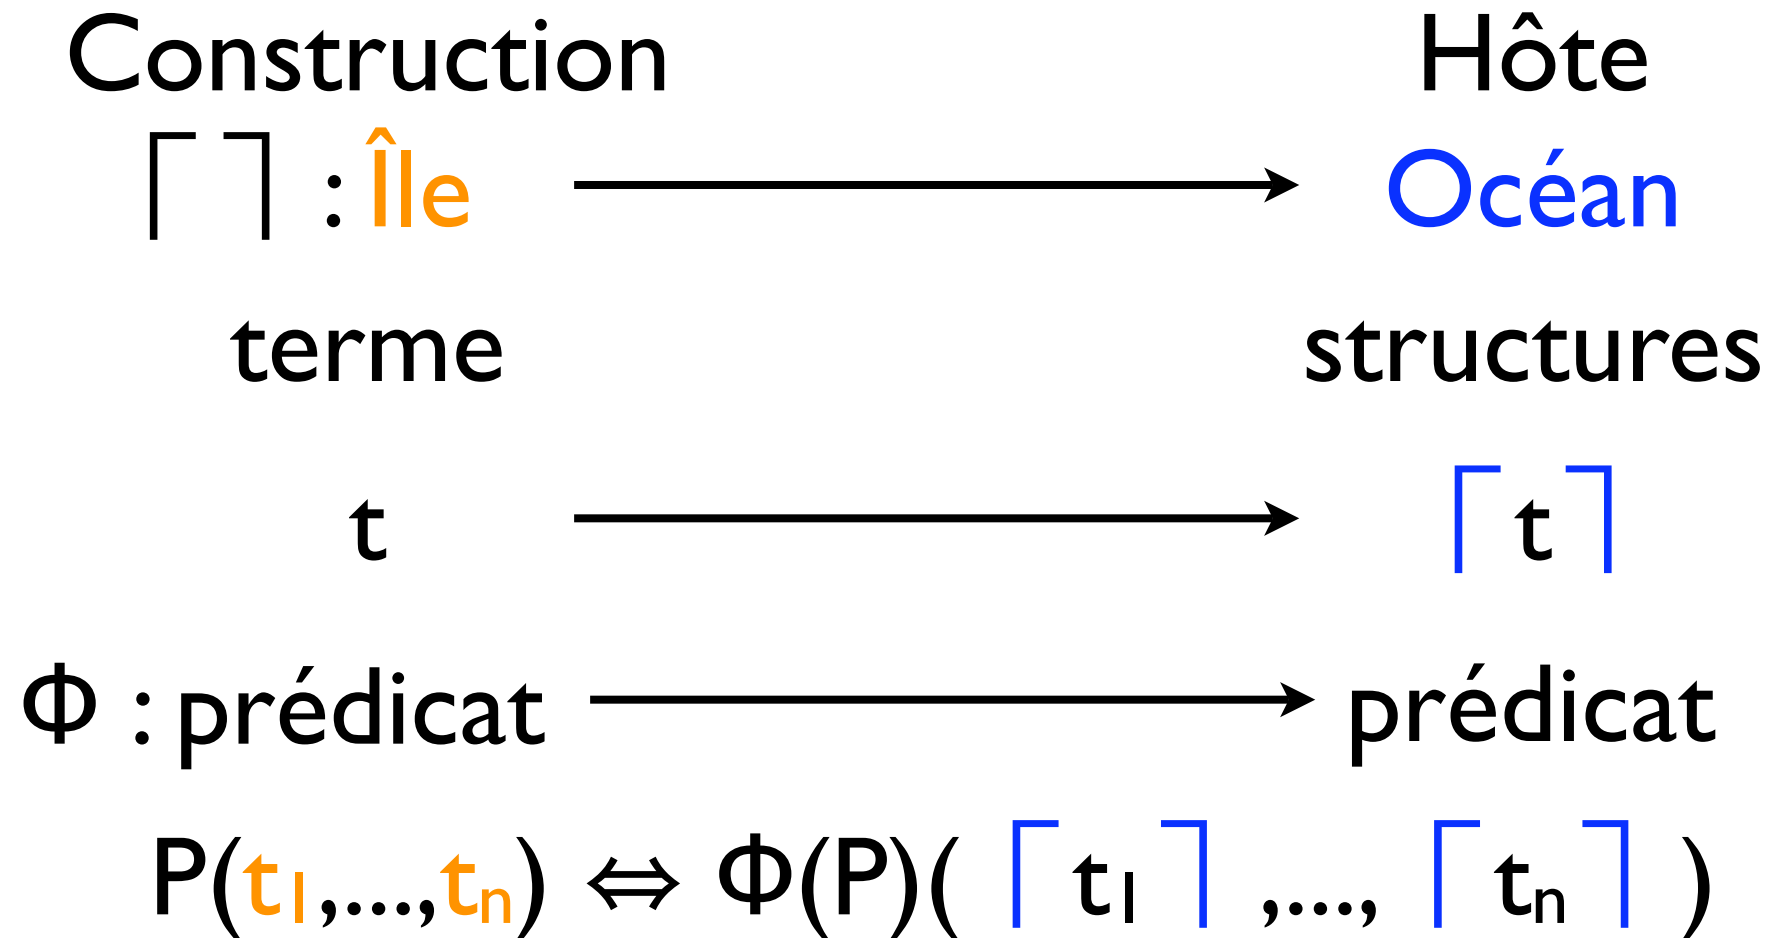 Construction Hôte
⌈ ⌉ : Île → Océan
terme structures
t → ⌈ t ⌉
Φ : prédicat → prédicat
P(t₁,...,tₙ) ⇔ Φ(P)( ⌈ t₁ ⌉ ,..., ⌈ tₙ ⌉ )